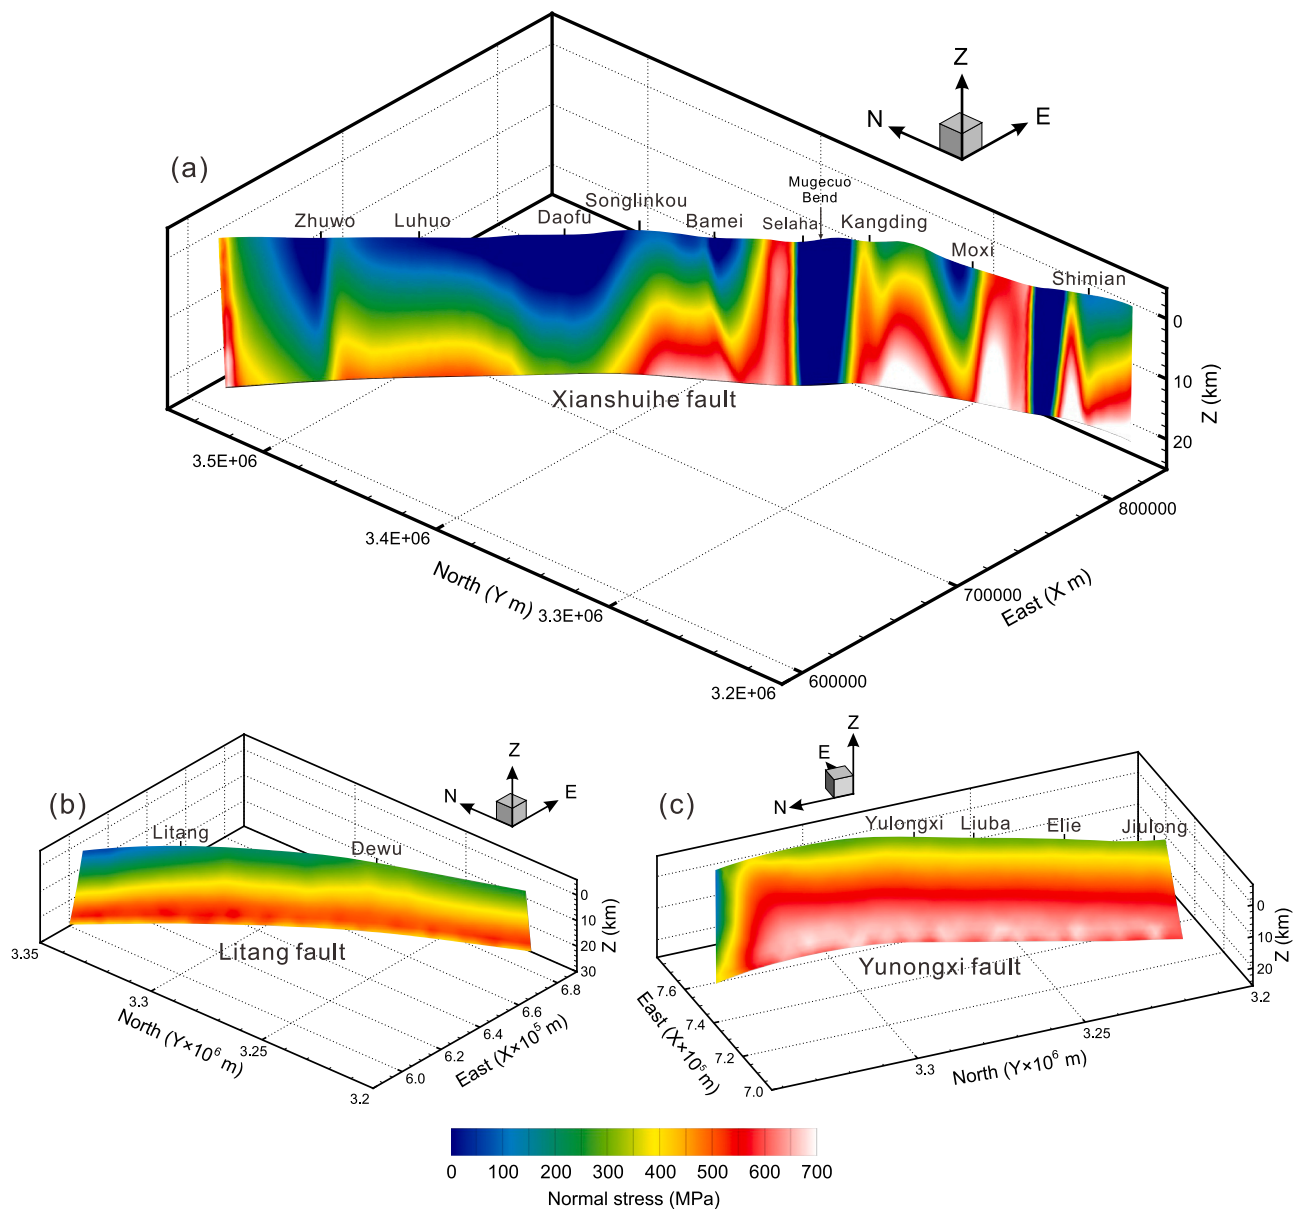 (a)
Z
N
E
Mugecuo
Bend
Songlinkou
Zhuwo
Luhuo
Daofu
Bamei
Selaha
Kangding
Moxi
Shimian
0
10
20
Z (km)
Xianshuihe fault
3.5E+06
3.4E+06
3.3E+06
3.2E+06
North (Y m)
800000
700000
600000
East (X m)
(b)
Z
N
E
Litang
Dewu
0
10
20
30
Z (km)
Litang fault
3.35
3.3
3.25
3.2
North (Y×10⁶ m)
6.8
6.6
6.4
6.2
6.0
East (X×10⁵ m)
(c)
Z
E
N
Yulongxi
Liuba
Elie
Jiulong
0
10
20
Z (km)
Yunongxi fault
7.6
7.4
7.2
7.0
East (X×10⁵ m)
3.3
3.25
3.2
North (Y×10⁶ m)
0 100 200 300 400 500 600 700
Normal stress (MPa)